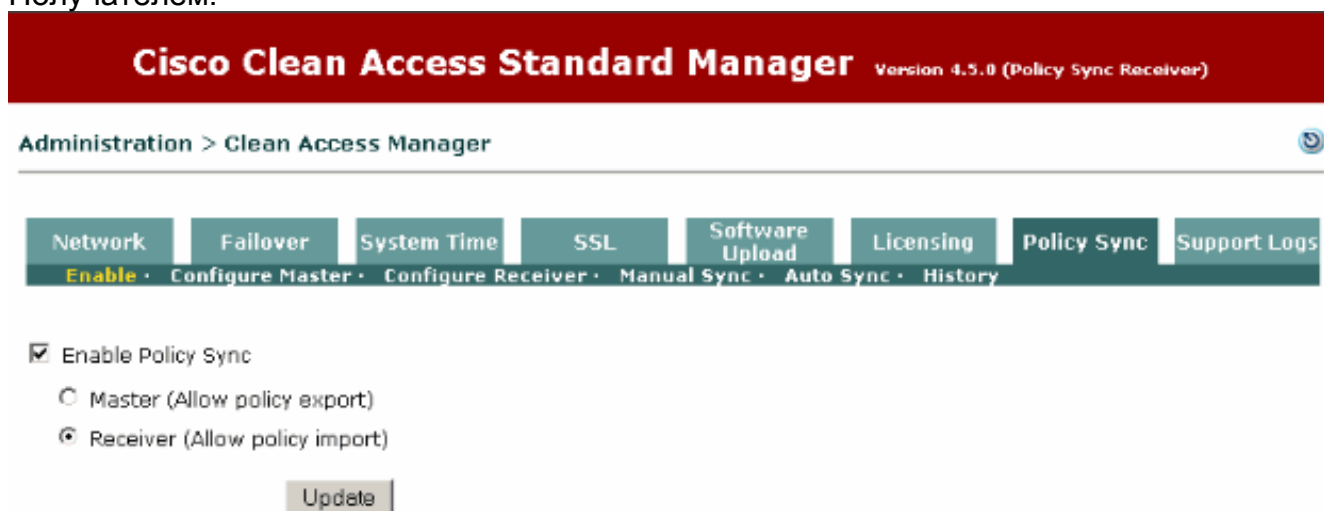 Получателем.
Cisco Clean Access Standard Manager Version 4.5.0 (Policy Sync Receiver)
Administration > Clean Access Manager
Network Failover System Time SSL Software Upload Licensing Policy Sync Support Logs
Enable · Configure Master · Configure Receiver · Manual Sync · Auto Sync · History
Enable Policy Sync
Master (Allow policy export)
Receiver (Allow policy import)
Update